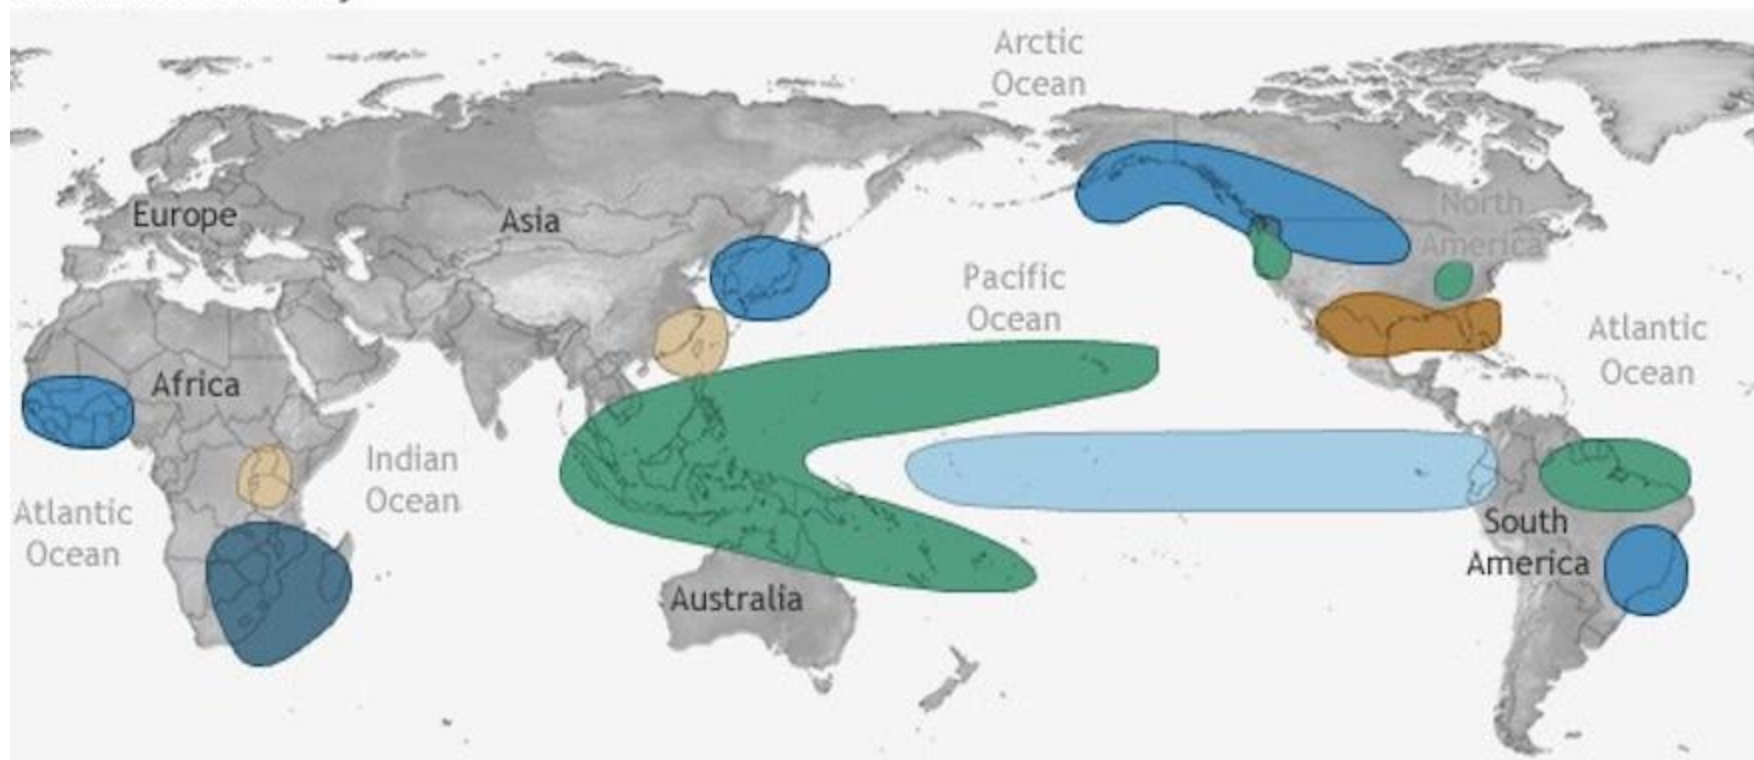 Arctic
Ocean
Europe
Asia
North
America
Pacific
Ocean
Atlantic
Ocean
Africa
Indian
Ocean
Atlantic
Ocean
South
America
Australia